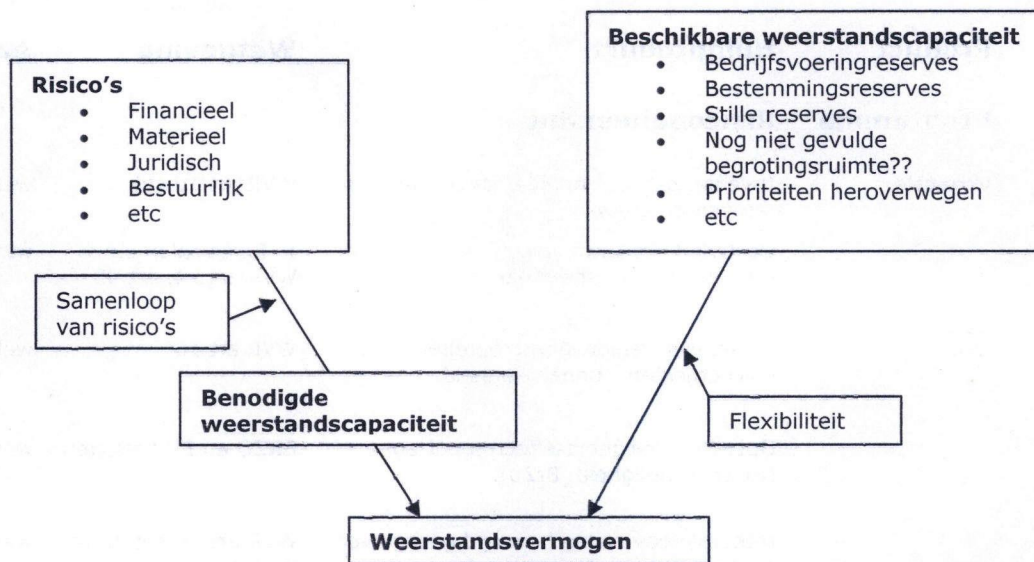 Risico's
• Financieel
• Materieel
• Juridisch
• Bestuurlijk
• etc
Beschikbare weerstandscapaciteit
• Bedrijfsvoeringreserves
• Bestemmingsreserves
• Stille reserves
• Nog niet gevulde
begrotingsruimte??
• Prioriteiten heroverwegen
• etc
Samenloop
van risico's
Benodigde
weerstandscapaciteit
Flexibiliteit
Weerstandsvermogen